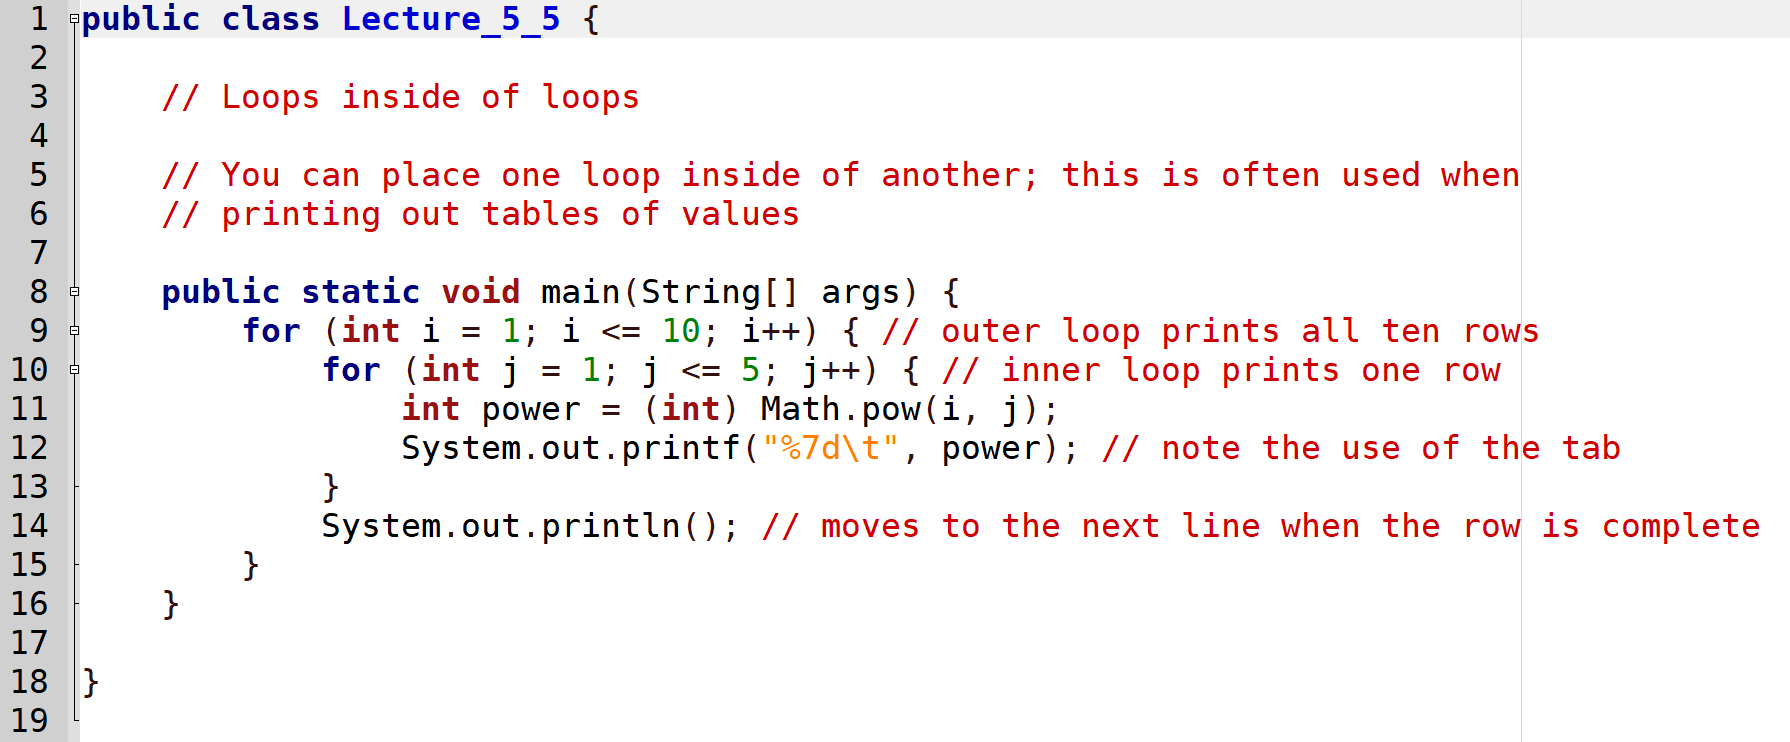 1 public class Lecture_5_5 {
2
3     // Loops inside of loops
4
5     // You can place one loop inside of another; this is often used when
6     // printing out tables of values
7
8     public static void main(String[] args) {
9         for (int i = 1; i <= 10; i++) { // outer loop prints all ten rows
10             for (int j = 1; j <= 5; j++) { // inner loop prints one row
11                 int power = (int) Math.pow(i, j);
12                 System.out.printf("%7d\t", power); // note the use of the tab
13             }
14             System.out.println(); // moves to the next line when the row is complete
15         }
16     }
17
18 }
19